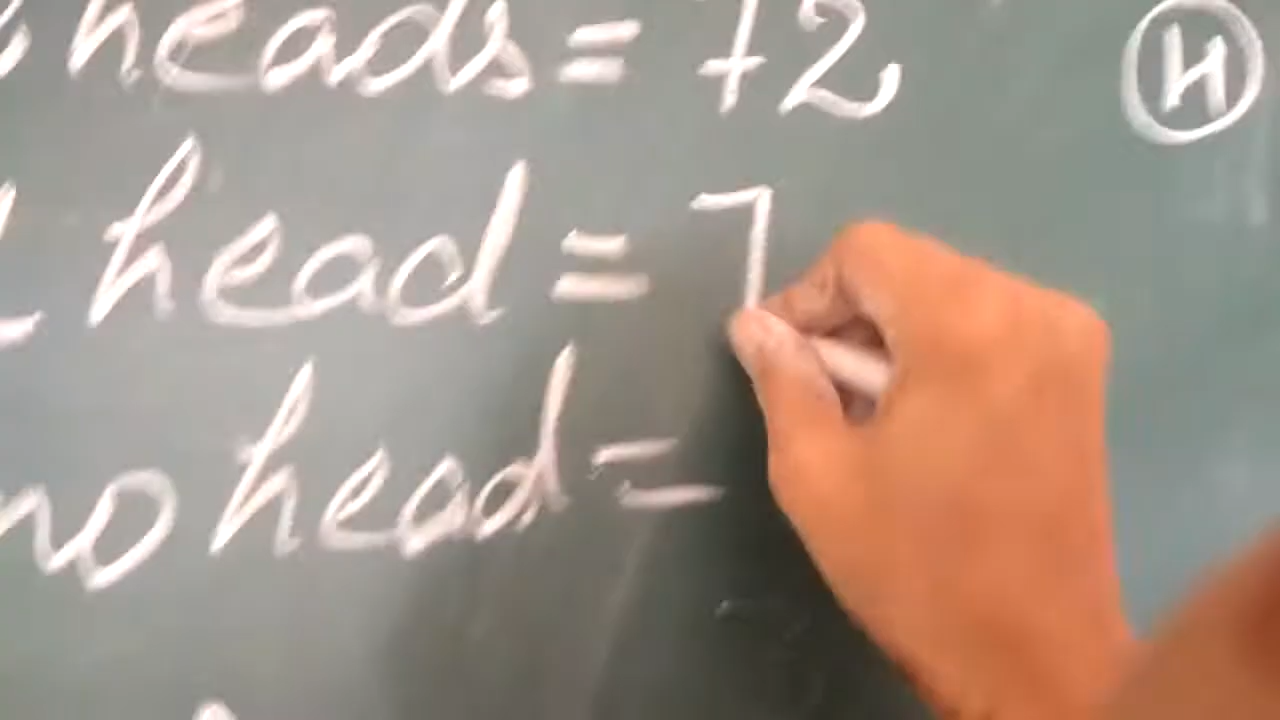 heads = 72 H
head = 7
no head =